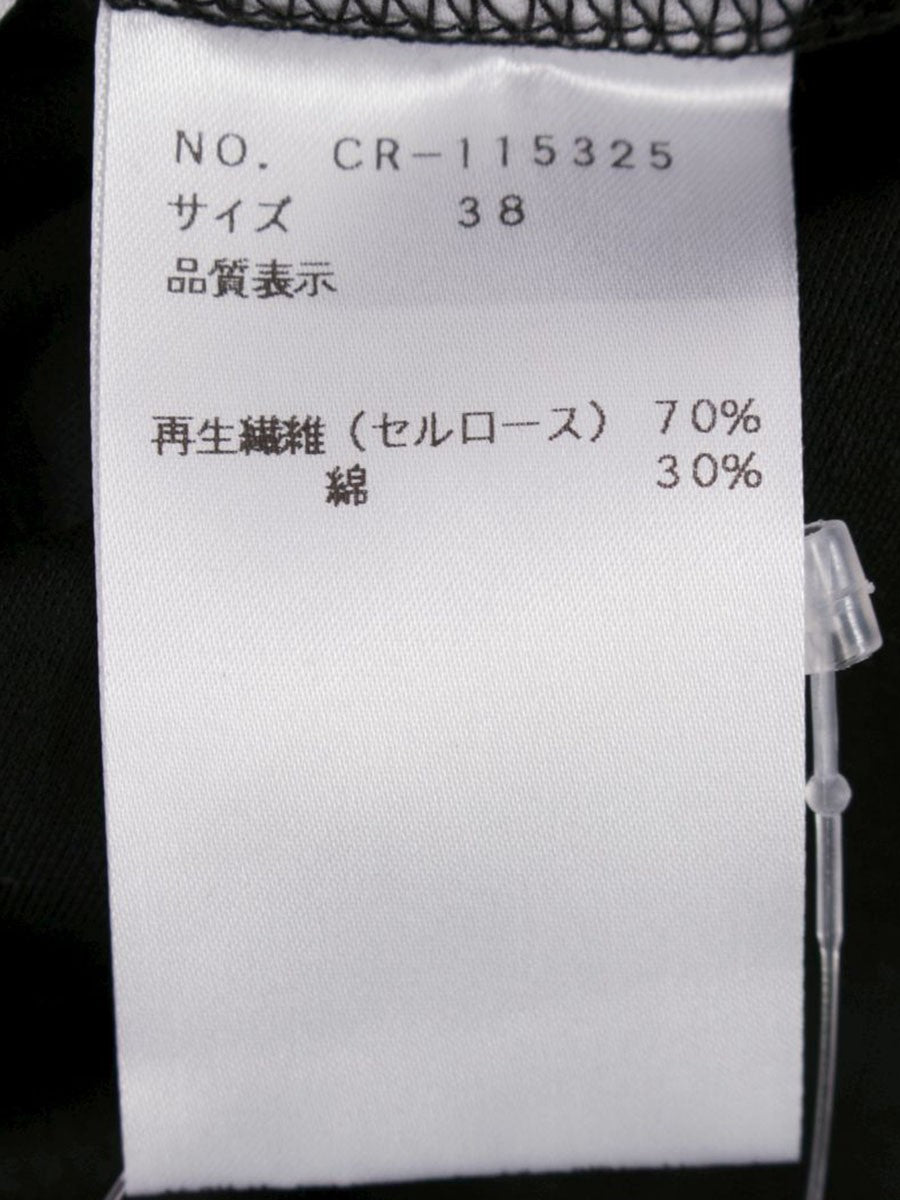 NO. CR-115325
サイズ 38
品質表示
再生繊維（セルロース） 70%
綿 30%